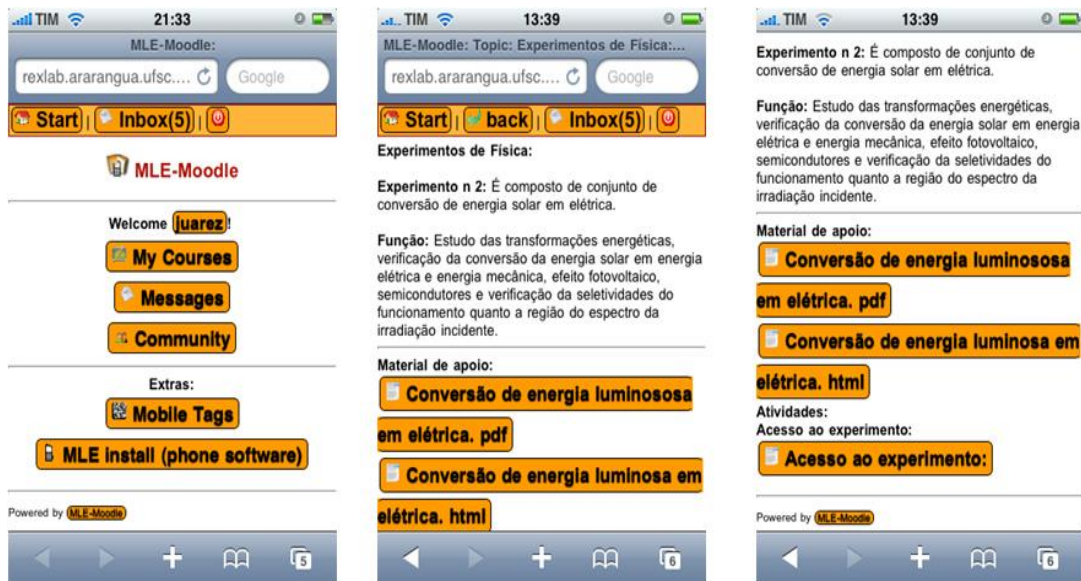 TIM 21:33
MLE-Moodle:
rexlab.ararangua.ufsc.... Google
Start | Inbox(5) |
MLE-Moodle
Welcome juarez!
My Courses
Messages
Community
Extras:
Mobile Tags
MLE install (phone software)
Powered by MLE-Moodle
5
TIM 13:39
MLE-Moodle: Topic: Experimentos de Física:...
rexlab.ararangua.ufsc.... Google
Start | back | Inbox(5) |
Experimentos de Física:
Experimento n 2: É composto de conjunto de
conversão de energia solar em elétrica.
Função: Estudo das transformações energéticas,
verificação da conversão da energia solar em energia
elétrica e energia mecânica, efeito fotovoltaico,
semicondutores e verificação da seletividades do
funcionamento quanto a região do espectro da
irradiação incidente.
Material de apoio:
Conversão de energia luminososa
em elétrica. pdf
Conversão de energia luminosa em
elétrica. html
6
TIM 13:39
Experimento n 2: É composto de conjunto de
conversão de energia solar em elétrica.
Função: Estudo das transformações energéticas,
verificação da conversão da energia solar em energia
elétrica e energia mecânica, efeito fotovoltaico,
semicondutores e verificação da seletividades do
funcionamento quanto a região do espectro da
irradiação incidente.
Material de apoio:
Conversão de energia luminososa
em elétrica. pdf
Conversão de energia luminosa em
elétrica. html
Atividades:
Acesso ao experimento:
Acesso ao experimento:
Powered by MLE-Moodle
6